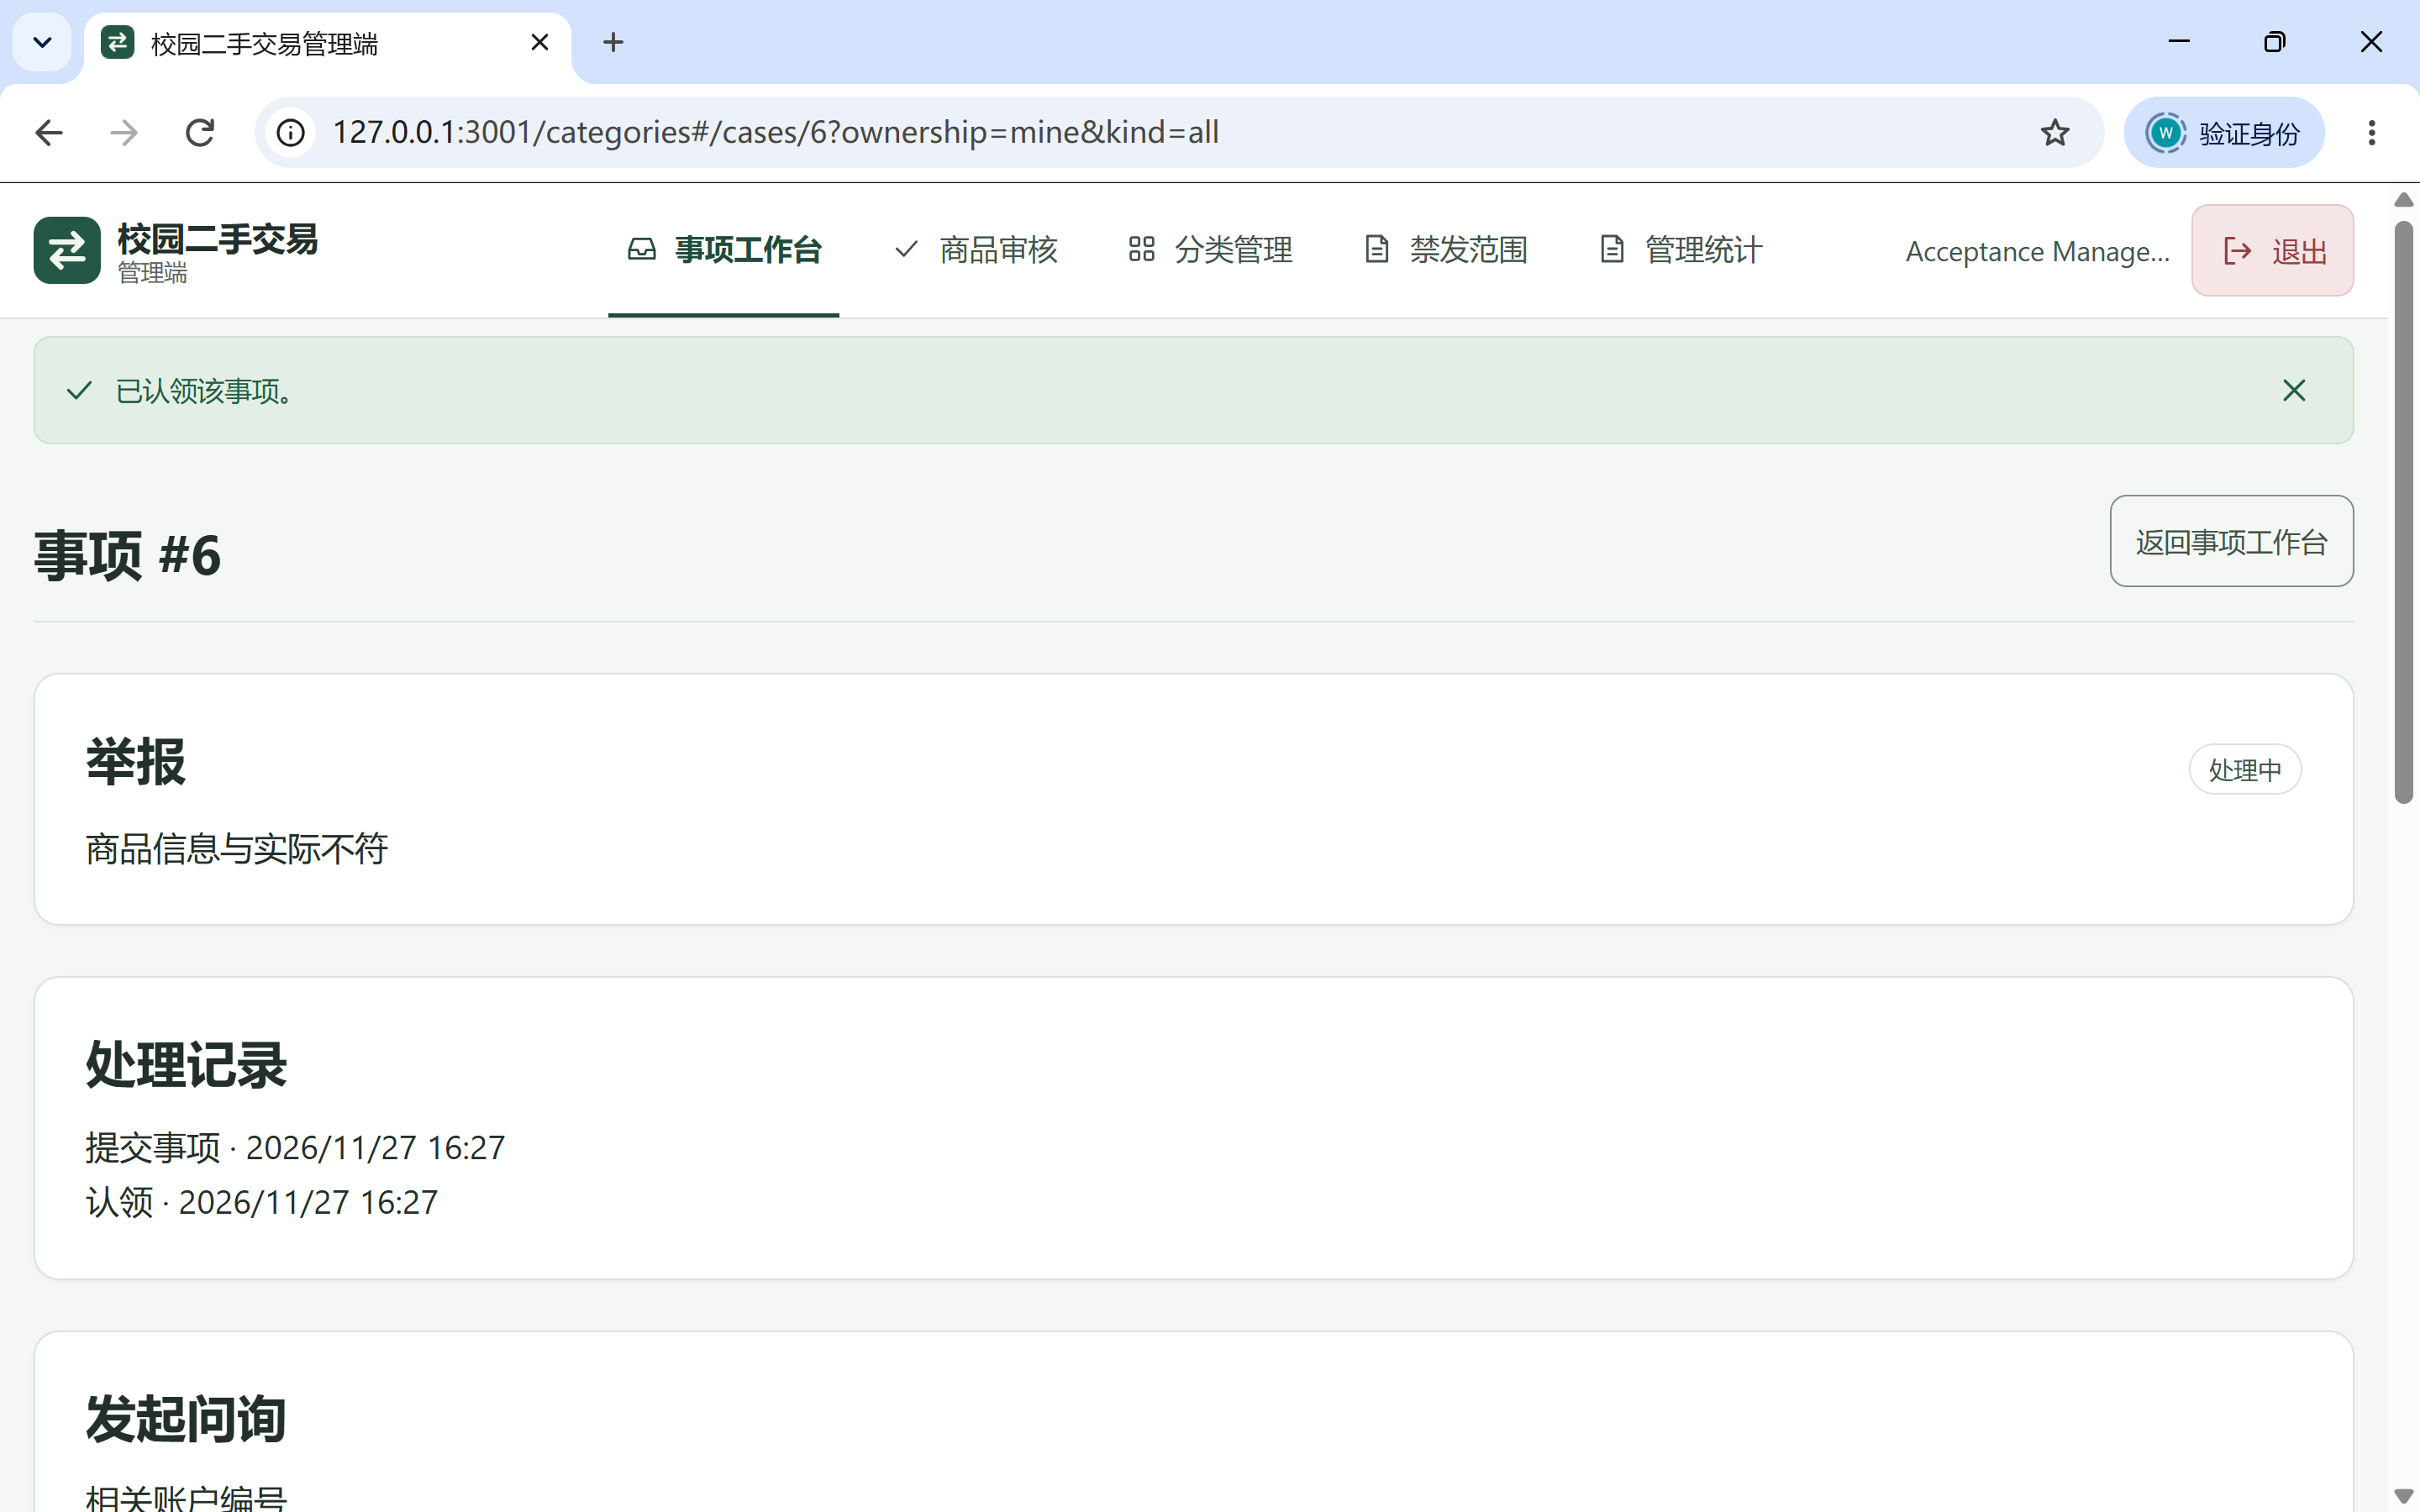 校园二手交易管理端
127.0.0.1:3001/categories#/cases/6?ownership=mine&kind=all
W 验证身份
校园二手交易
管理端
事项工作台
商品审核
分类管理
禁发范围
管理统计
Acceptance Manage...
退出
已认领该事项。
事项 #6
返回事项工作台
举报
处理中
商品信息与实际不符
处理记录
提交事项 · 2026/11/27 16:27
认领 · 2026/11/27 16:27
发起问询
相关账户编号